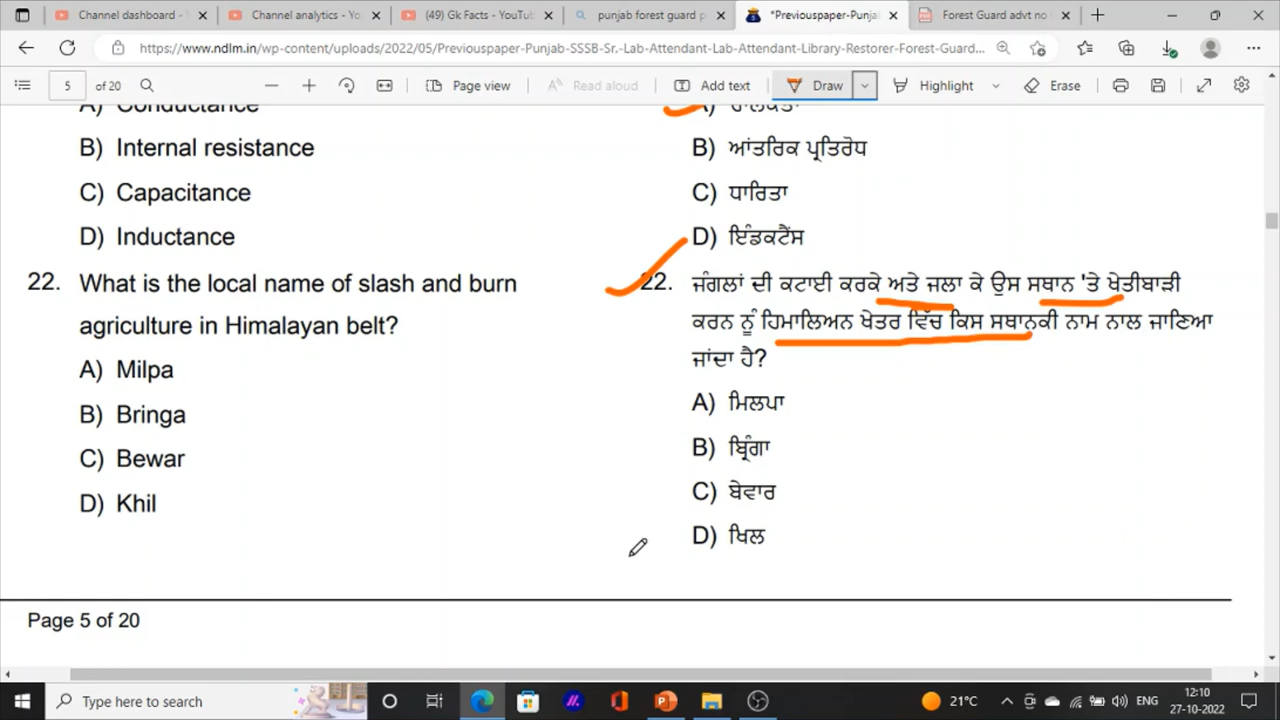 Channel dashboard -
Channel analytics - Yo
(49) Gk Facts - YouTub
punjab forest guard p
*Previouspaper-Punja
Forest Guard advt no
https://www.ndlm.in/wp-content/uploads/2022/05/Previouspaper-Punjab-SSSB-Sr.-Lab-Attendant-Lab-Attendant-Library-Restorer-Forest-Guard...
5 of 20
Page view
Read aloud
Add text
Draw
Highlight
Erase
A) Conductance
B) Internal resistance
C) Capacitance
D) Inductance
22. What is the local name of slash and burn
agriculture in Himalayan belt?
A) Milpa
B) Bringa
C) Bewar
D) Khil
A) ਚਾਲਕਤਾ
B) ਆਂਤਰਿਕ ਪ੍ਰਤਿਰੋਧ
C) ਧਾਰਿਤਾ
D) ਇੰਡਕਟੈਂਸ
22. ਜੰਗਲਾਂ ਦੀ ਕਟਾਈ ਕਰਕੇ ਅਤੇ ਜਲਾ ਕੇ ਉਸ ਸਥਾਨ 'ਤੇ ਖੇਤੀਬਾੜੀ
ਕਰਨ ਨੂੰ ਹਿਮਾਲਿਅਨ ਖੇਤਰ ਵਿੱਚ ਕਿਸ ਸਥਾਨਕੀ ਨਾਮ ਨਾਲ ਜਾਣਿਆ
ਜਾਂਦਾ ਹੈ?
A) ਮਿਲਪਾ
B) ਬ੍ਰਿੰਗਾ
C) ਬੇਵਾਰ
D) ਖਿਲ
Page 5 of 20
Type here to search
21°C
ENG
12:10
27-10-2022